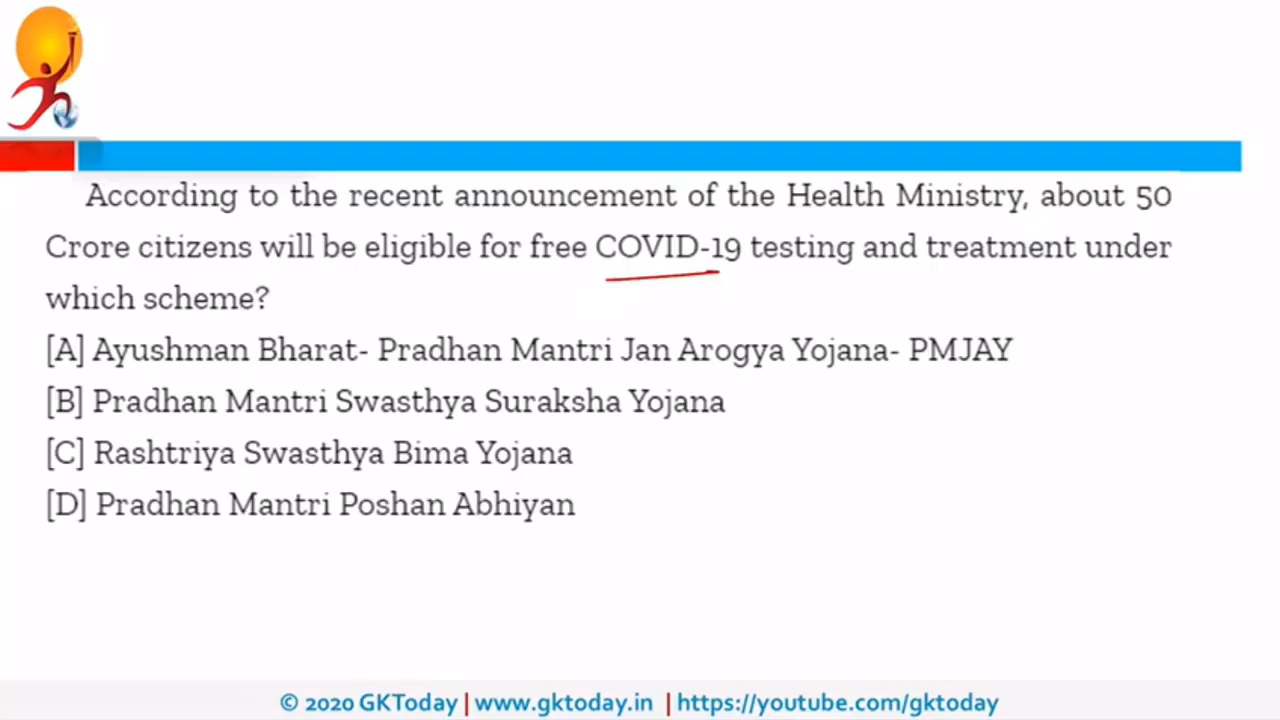 According to the recent announcement of the Health Ministry, about 50
Crore citizens will be eligible for free COVID-19 testing and treatment under
which scheme?
[A] Ayushman Bharat- Pradhan Mantri Jan Arogya Yojana- PMJAY
[B] Pradhan Mantri Swasthya Suraksha Yojana
[C] Rashtriya Swasthya Bima Yojana
[D] Pradhan Mantri Poshan Abhiyan
© 2020 GKToday | www.gktoday.in | https://youtube.com/gktoday